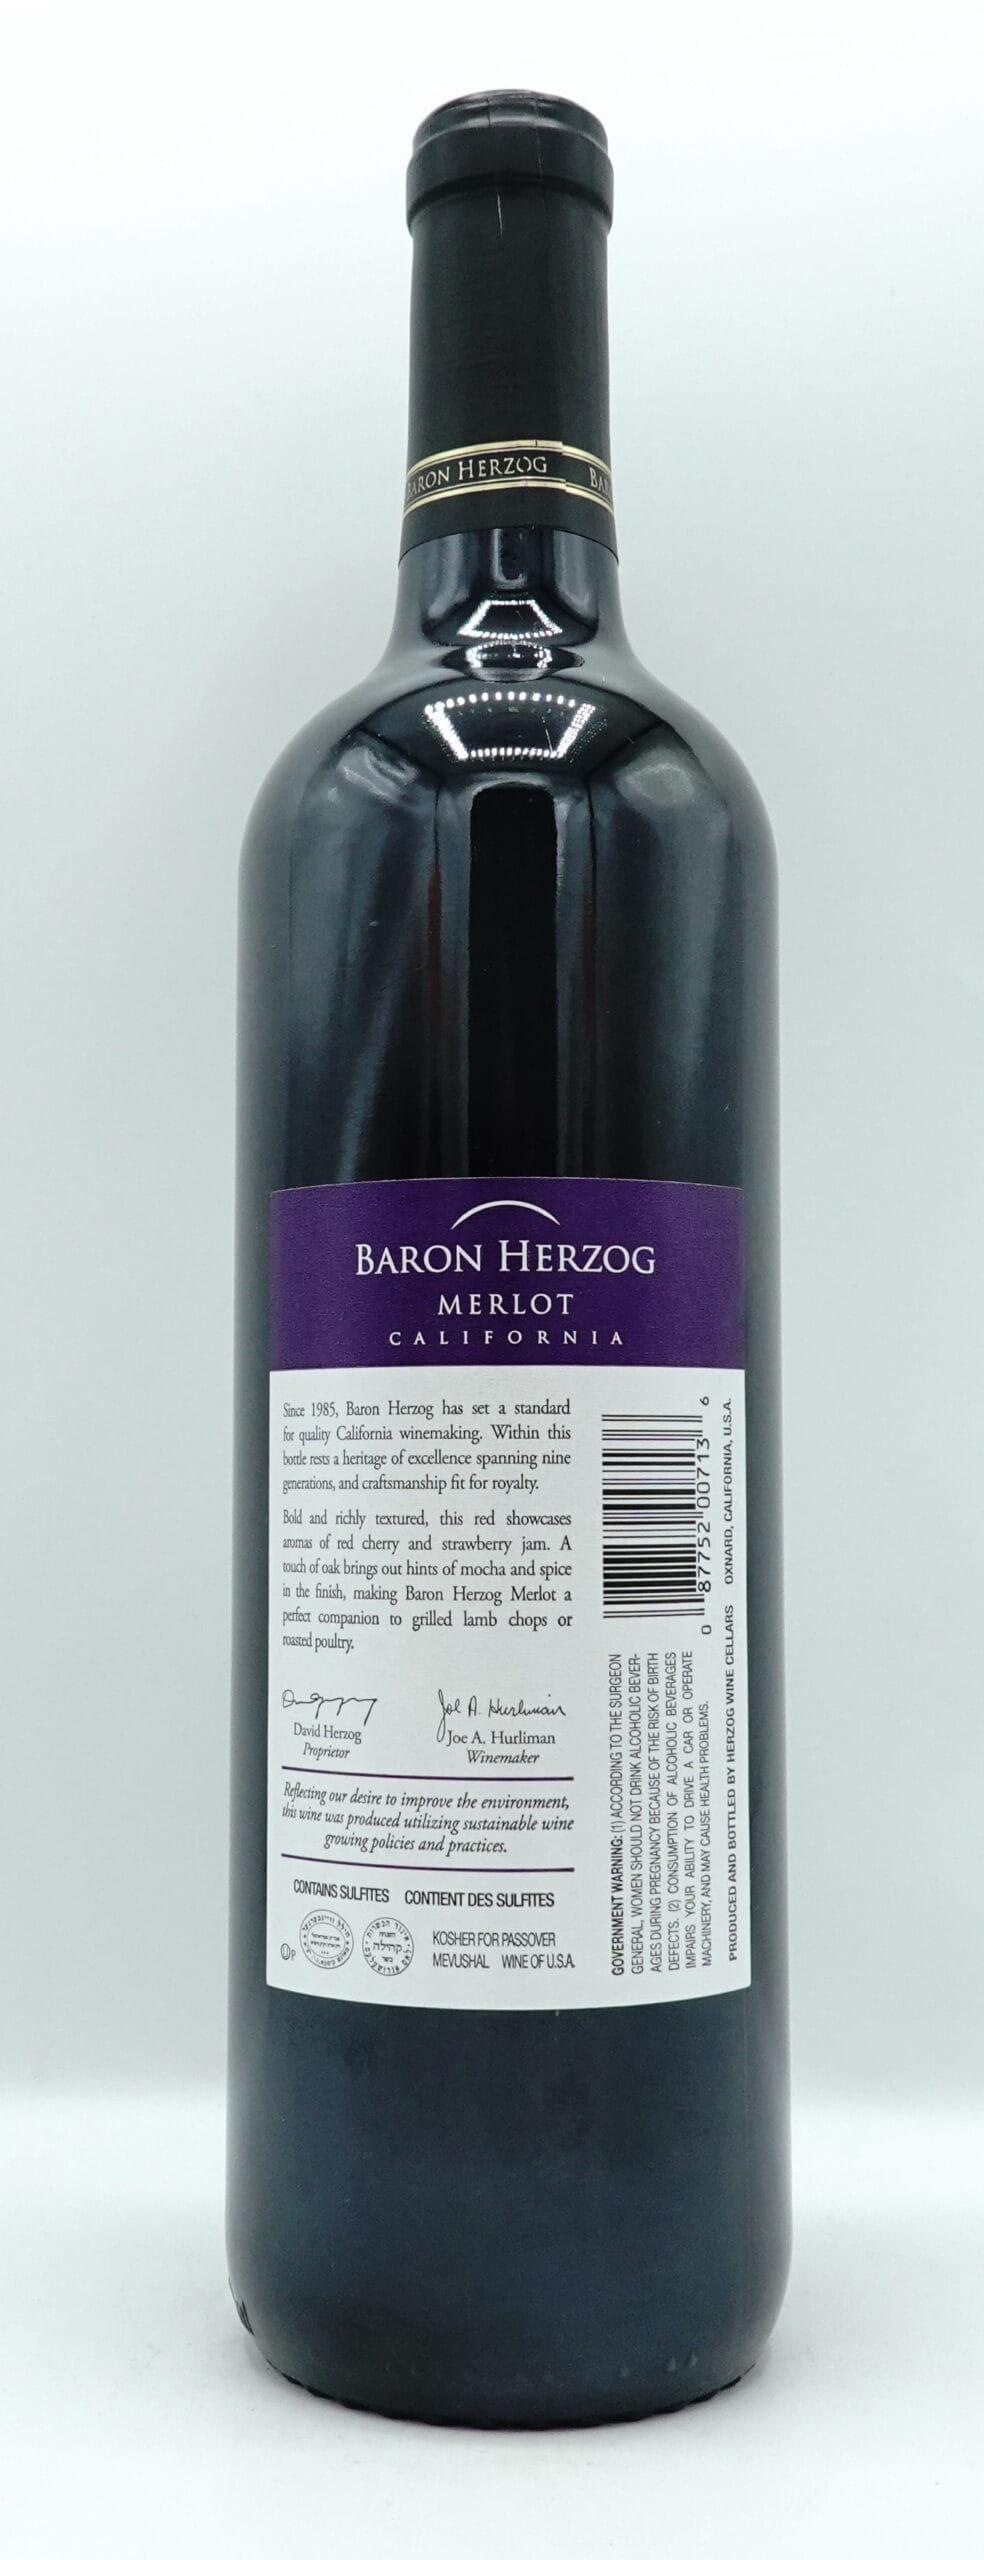 BARON HERZOG BAR
BARON HERZOG
MERLOT
CALIFORNIA
Since 1985, Baron Herzog has set a standard
for quality California winemaking. Within this
bottle rests a heritage of excellence spanning nine
generations, and craftsmanship fit for royalty.
Bold and richly textured, this red showcases
aromas of red cherry and strawberry jam. A
touch of oak brings out hints of mocha and spice
in the finish, making Baron Herzog Merlot a
perfect companion to grilled lamb chops or
roasted poultry.
Joe A. Hurliman
David Herzog
Proprietor
Joe A. Hurliman
Winemaker
Reflecting our desire to improve the environment,
this wine was produced utilizing sustainable wine
growing policies and practices.
CONTAINS SULFITES CONTIENT DES SULFITES
U P
קהילה
KOSHER FOR PASSOVER
MEVUSHAL WINE OF U.S.A.
0 87752 00713 6
GOVERNMENT WARNING: (1) ACCORDING TO THE SURGEON
GENERAL, WOMEN SHOULD NOT DRINK ALCOHOLIC BEVER-
AGES DURING PREGNANCY BECAUSE OF THE RISK OF BIRTH
DEFECTS. (2) CONSUMPTION OF ALCOHOLIC BEVERAGES
IMPAIRS YOUR ABILITY TO DRIVE A CAR OR OPERATE
MACHINERY, AND MAY CAUSE HEALTH PROBLEMS.
PRODUCED AND BOTTLED BY HERZOG WINE CELLARS OXNARD, CALIFORNIA, U.S.A.